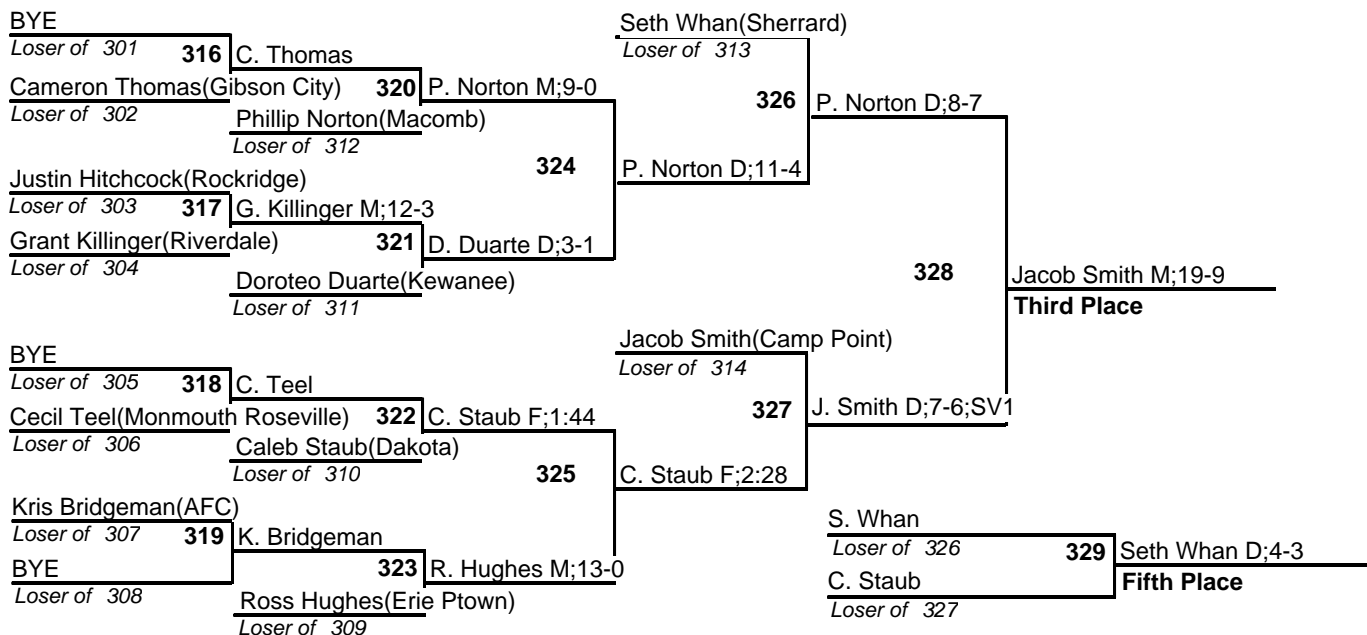 BYE
Loser of 301
316
C. Thomas
Cameron Thomas(Gibson City)
Loser of 302
320
P. Norton M;9-0
Phillip Norton(Macomb)
Loser of 312
Justin Hitchcock(Rockridge)
Loser of 303
317
G. Killinger M;12-3
Grant Killinger(Riverdale)
Loser of 304
321
D. Duarte D;3-1
Doroteo Duarte(Kewanee)
Loser of 311
324
P. Norton D;11-4
Seth Whan(Sherrard)
Loser of 313
326
P. Norton D;8-7
BYE
Loser of 305
318
C. Teel
Cecil Teel(Monmouth Roseville)
Loser of 306
322
C. Staub F;1:44
Caleb Staub(Dakota)
Loser of 310
Kris Bridgeman(AFC)
Loser of 307
319
K. Bridgeman
BYE
Loser of 308
323
R. Hughes M;13-0
Ross Hughes(Erie Ptown)
Loser of 309
325
C. Staub F;2:28
Jacob Smith(Camp Point)
Loser of 314
327
J. Smith D;7-6;SV1
328
Jacob Smith M;19-9
Third Place
S. Whan
Loser of 326
329
C. Staub
Loser of 327
Seth Whan D;4-3
Fifth Place